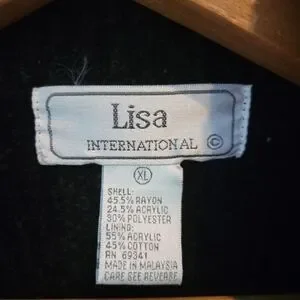 Lisa
INTERNATIONAL ©
XL
SHELL:
45.5% RAYON
24.5% ACRYLIC
30% POLYESTER
LINING:
55% ACRYLIC
45% COTTON
RN 69341
MADE IN MALAYSIA
CARE SEE REVERSE